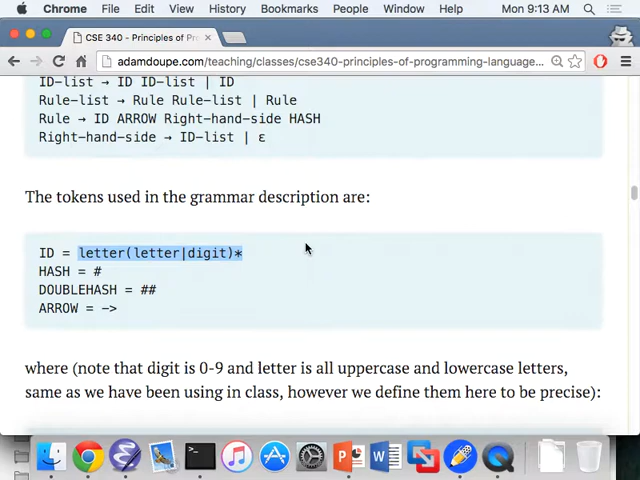 Chrome File Edit View History Bookmarks People Window Help Mon 9:13 AM
CSE 340 - Principles of Pr
adamdoupe.com/teaching/classes/cse340-principles-of-programming-language...
ID-list → ID ID-list | ID
Rule-list → Rule Rule-list | Rule
Rule → ID ARROW Right-hand-side HASH
Right-hand-side → ID-list | ε
The tokens used in the grammar description are:
ID = letter(letter|digit)*
HASH = #
DOUBLEHASH = ##
ARROW = ->
where (note that digit is 0-9 and letter is all uppercase and lowercase letters,
same as we have been using in class, however we define them here to be precise):